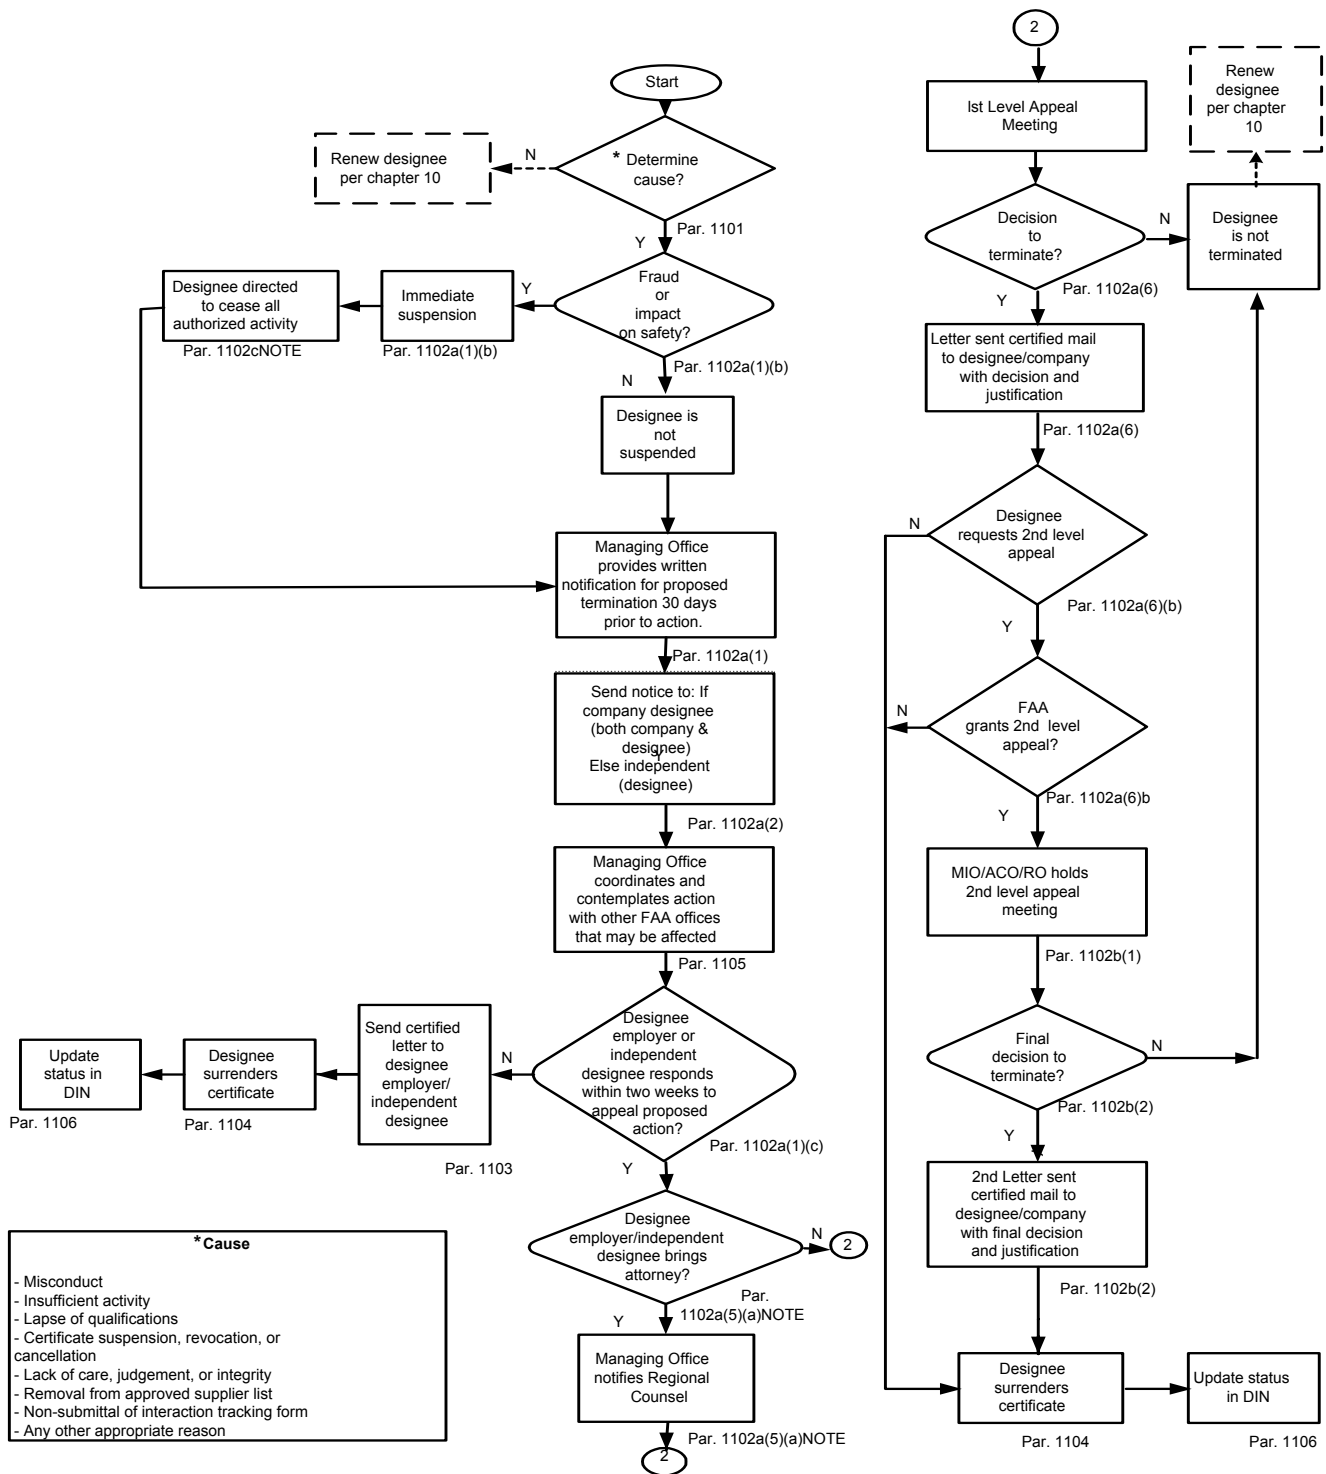 Start
* Determine
cause?
N
Renew designee
per chapter 10
Par. 1101
Y
Fraud
or
impact
on safety?
Y
Immediate
suspension
Designee directed
to cease all
authorized activity
Par. 1102cNOTE
Par. 1102a(1)(b)
Par. 1102a(1)(b)
N
Designee is
not
suspended
Managing Office
provides written
notification for proposed
termination 30 days
prior to action.
Par. 1102a(1)
Send notice to: If
company designee
(both company &
designee)
Y
Else independent
(designee)
Par. 1102a(2)
Managing Office
coordinates and
contemplates action
with other FAA offices
that may be affected
Par. 1105
Designee
employer or
independent
designee responds
within two weeks to
appeal proposed
action?
Par. 1102a(1)(c)
N
Send certified
letter to
designee
employer/
independent
designee
Par. 1103
Designee
surrenders
certificate
Par. 1104
Update
status in
DIN
Par. 1106
Y
Designee
employer/independent
designee brings
attorney?
N
2
Par.
1102a(5)(a)NOTE
Y
Managing Office
notifies Regional
Counsel
Par. 1102a(5)(a)NOTE
2
*Cause
- Misconduct
- Insufficient activity
- Lapse of qualifications
- Certificate suspension, revocation, or
cancellation
- Lack of care, judgement, or integrity
- Removal from approved supplier list
- Non-submittal of interaction tracking form
- Any other appropriate reason
2
Ist Level Appeal
Meeting
Decision
to
terminate?
N
Designee
is not
terminated
Renew
designee
per chapter
10
Par. 1102a(6)
Y
Letter sent certified mail
to designee/company
with decision and
justification
Par. 1102a(6)
Designee
requests 2nd level
appeal
N
Par. 1102a(6)(b)
Y
FAA
grants 2nd level
appeal?
N
Par. 1102a(6)b
Y
MIO/ACO/RO holds
2nd level appeal
meeting
Par. 1102b(1)
Final
decision to
terminate?
N
Par. 1102b(2)
Y
2nd Letter sent
certified mail to
designee/company
with final decision
and justification
Par. 1102b(2)
Designee
surrenders
certificate
Par. 1104
Update status
in DIN
Par. 1106